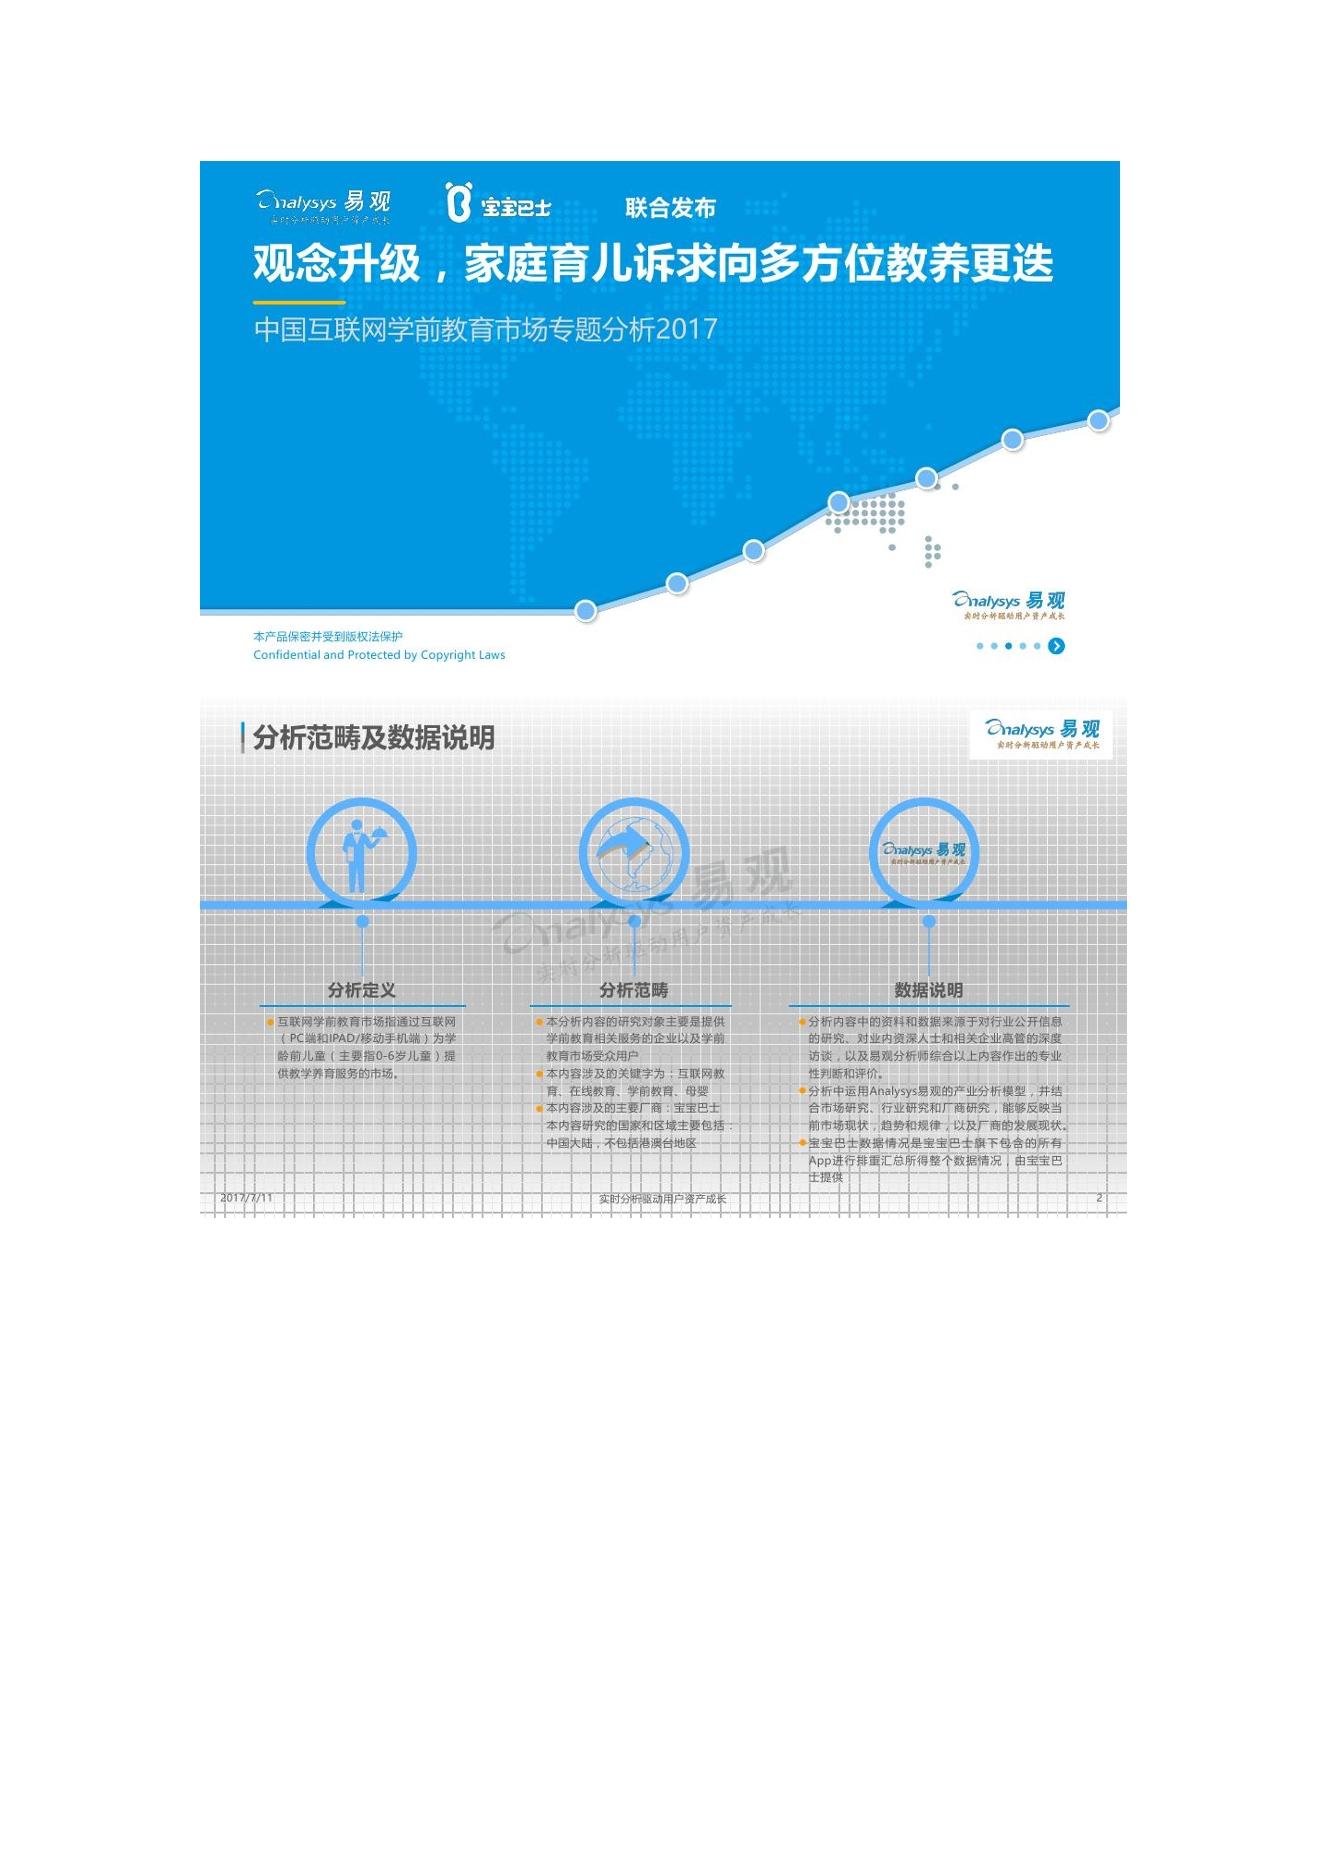 Analysys 易观
实时分析驱动用户资产成长
宝宝巴士
联合发布
观念升级，家庭育儿诉求向多方位教养更迭
中国互联网学前教育市场专题分析2017
Analysys 易观
实时分析驱动用户资产成长
本产品保密并受到版权法保护
Confidential and Protected by Copyright Laws
分析范畴及数据说明
Analysys 易观
实时分析驱动用户资产成长
Analysys 易观
实时分析驱动用户资产成长
Analysys 易观
实时分析驱动用户资产成长
分析定义
互联网学前教育市场指通过互联网
（PC端和IPAD/移动手机端）为学
龄前儿童（主要指0-6岁儿童）提
供教学养育服务的市场。
分析范畴
本分析内容的研究对象主要是提供
学前教育相关服务的企业以及学前
教育市场受众用户
本内容涉及的关键字为：互联网教
育、在线教育、学前教育、母婴
本内容涉及的主要厂商：宝宝巴士
本内容研究的国家和区域主要包括：
中国大陆，不包括港澳台地区
数据说明
分析内容中的资料和数据来源于对行业公开信息
的研究、对业内资深人士和相关企业高管的深度
访谈，以及易观分析师综合以上内容作出的专业
性判断和评价。
分析中运用Analysys易观的产业分析模型，并结
合市场研究、行业研究和厂商研究，能够反映当
前市场现状，趋势和规律，以及厂商的发展现状。
宝宝巴士数据情况是宝宝巴士旗下包含的所有
App进行排重汇总所得整个数据情况，由宝宝巴
士提供
2017/7/11
实时分析驱动用户资产成长
2